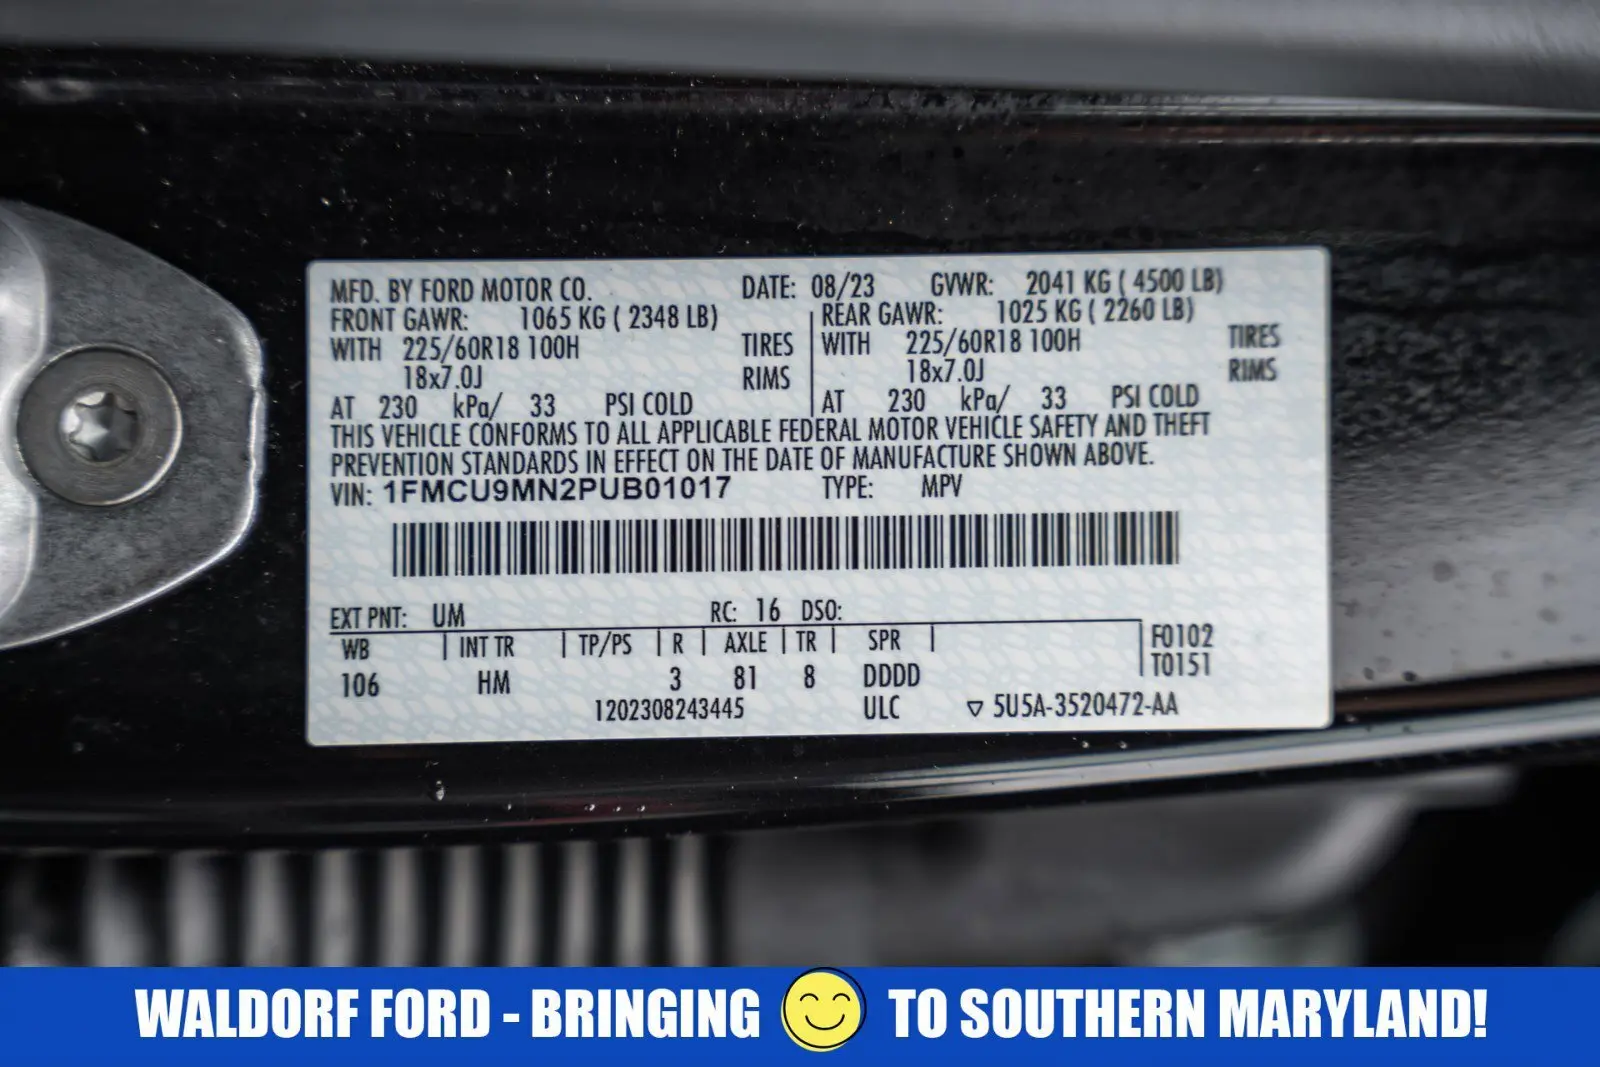 MFD. BY FORD MOTOR CO. DATE: 08/23 GVWR: 2041 KG ( 4500 LB)
FRONT GAWR: 1065 KG ( 2348 LB) REAR GAWR: 1025 KG ( 2260 LB)
WITH 225/60R18 100H TIRES WITH 225/60R18 100H TIRES
18x7.0J RIMS 18x7.0J RIMS
AT 230 kPa/ 33 PSI COLD AT 230 kPa/ 33 PSI COLD
THIS VEHICLE CONFORMS TO ALL APPLICABLE FEDERAL MOTOR VEHICLE SAFETY AND THEFT
PREVENTION STANDARDS IN EFFECT ON THE DATE OF MANUFACTURE SHOWN ABOVE.
VIN: 1FMCU9MN2PUB01017 TYPE: MPV
EXT PNT: UM RC: 16 DSO:
WB INT TR TP/PS R AXLE TR SPR F0102
106 HM 3 81 8 DDDD T0151
1202308243445 ULC ▽ 5U5A-3520472-AA
WALDORF FORD - BRINGING TO SOUTHERN MARYLAND!